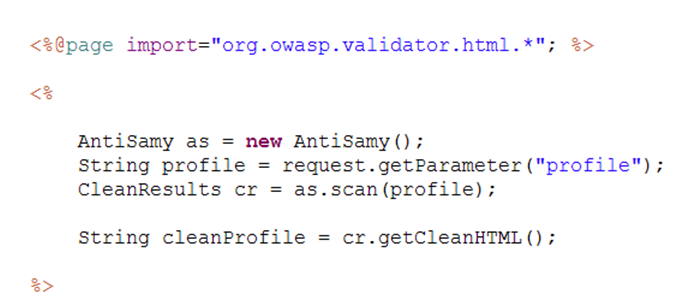 <%@page import="org.owasp.validator.html.*"; %>
<%
AntiSamy as = new AntiSamy();
String profile = request.getParameter("profile");
CleanResults cr = as.scan(profile);
String cleanProfile = cr.getCleanHTML();
%>